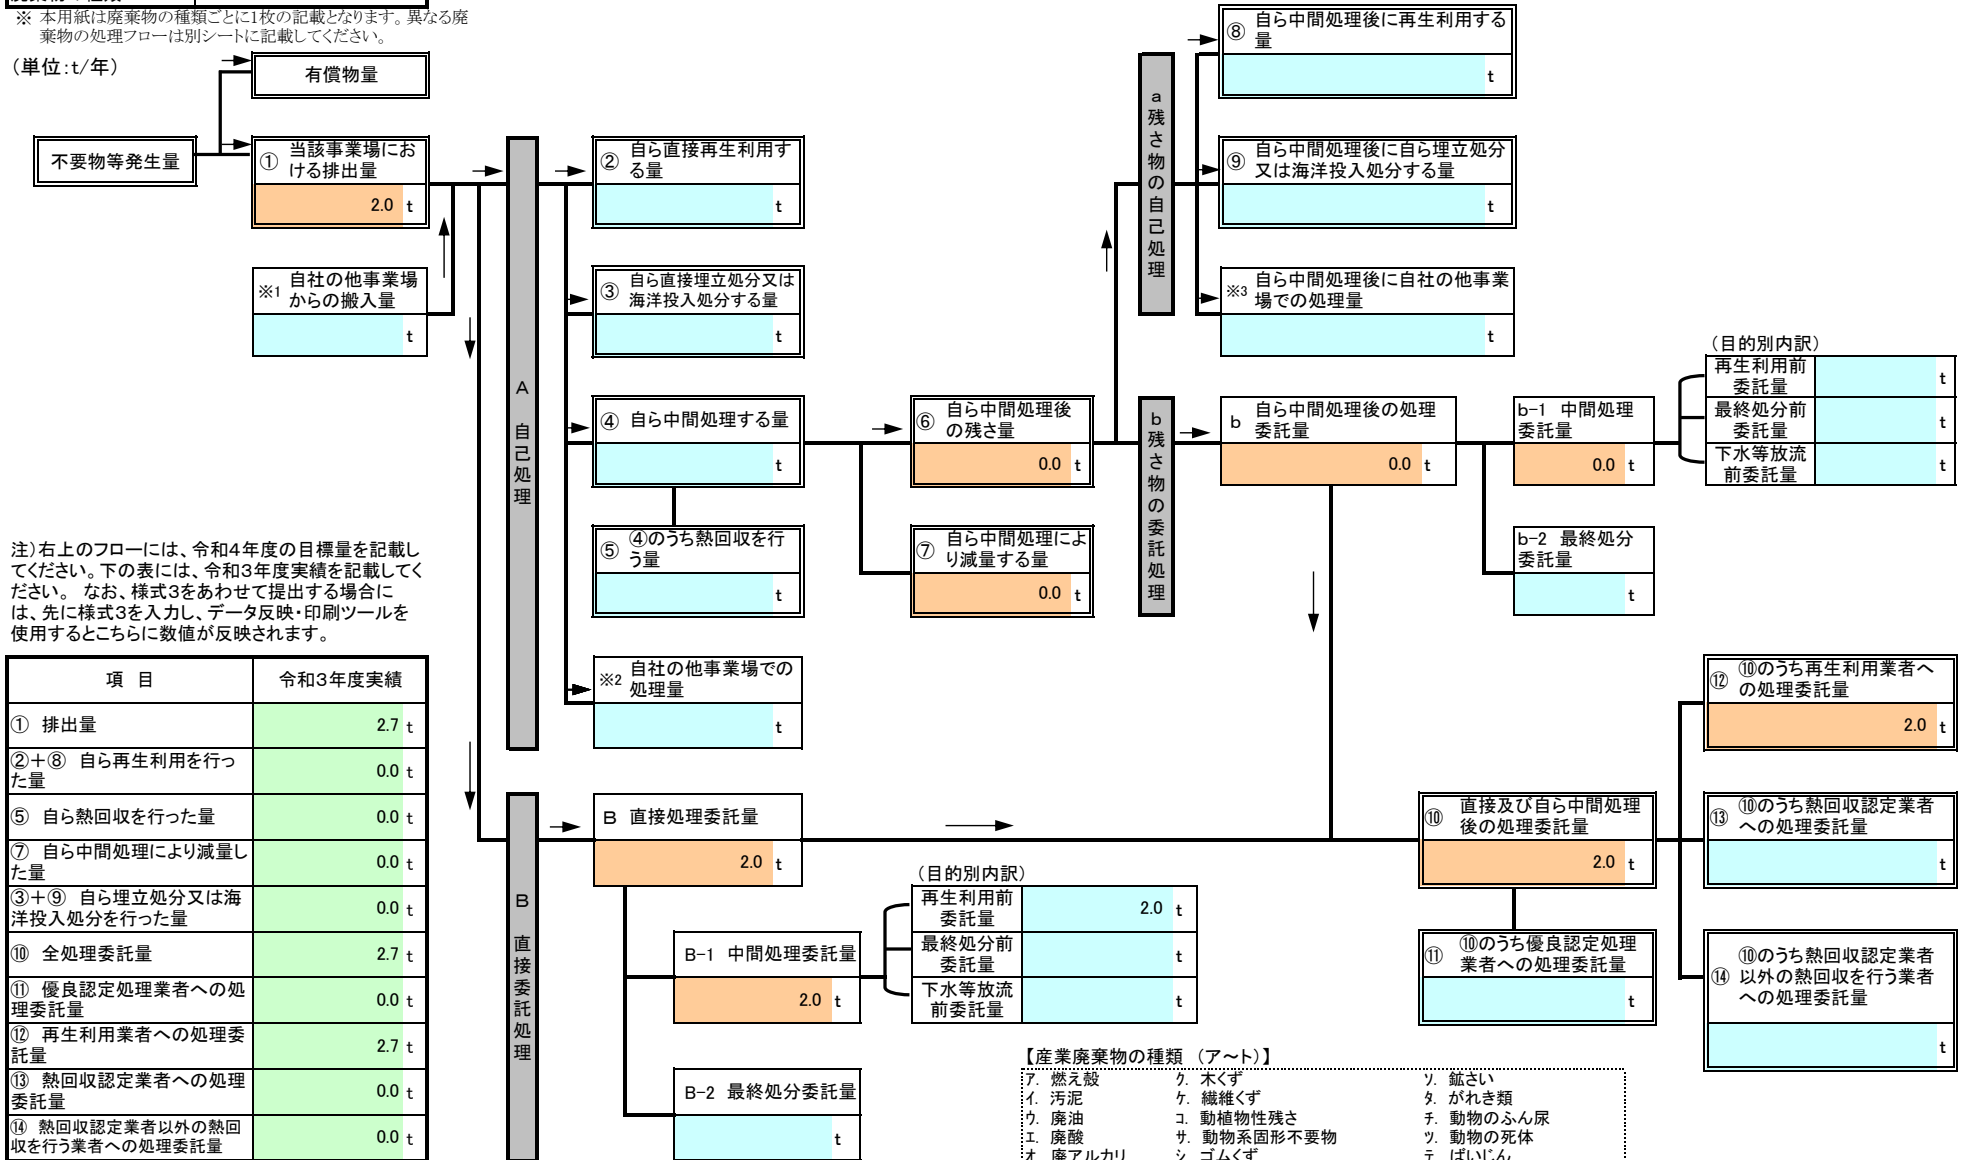 ※ 本用紙は廃棄物の種類ごとに1枚の記載となります。異なる廃
棄物の処理フローは別シートに記載してください。
（単位：t/年）
有償物量
不要物等発生量
① 当該事業場にお
ける排出量
2.0 t
※1 自社の他事業場
からの搬入量
t
A 自己処理
② 自ら直接再生利用す
る量
t
③ 自ら直接埋立処分又は
海洋投入処分する量
t
④ 自ら中間処理する量
t
⑤ ④のうち熱回収を行
う量
t
※2 自社の他事業場での
処理量
t
⑥ 自ら中間処理後
の残さ量
0.0 t
⑦ 自ら中間処理によ
り減量する量
0.0 t
a 残さ物の自己処理
⑧ 自ら中間処理後に再生利用する
量
t
⑨ 自ら中間処理後に自ら埋立処分
又は海洋投入処分する量
t
※3 自ら中間処理後に自社の他事業
場での処理量
t
b 残さ物の委託処理
b 自ら中間処理後の処理
委託量
0.0 t
b-1 中間処理
委託量
0.0 t
（目的別内訳）
再生利用前
委託量
t
最終処分前
委託量
t
下水等放流
前委託量
t
b-2 最終処分
委託量
t
注）右上のフローには、令和4年度の目標量を記載し
てください。下の表には、令和3年度実績を記載してく
ださい。 なお、様式3をあわせて提出する場合に
は、先に様式3を入力し、データ反映・印刷ツールを
使用するとこちらに数値が反映されます。
項 目 令和3年度実績
① 排出量 2.7 t
②＋⑧ 自ら再生利用を行っ
た量 0.0 t
⑤ 自ら熱回収を行った量 0.0 t
⑦ 自ら中間処理により減量し
た量 0.0 t
③＋⑨ 自ら埋立処分又は海
洋投入処分を行った量 0.0 t
⑩ 全処理委託量 2.7 t
⑪ 優良認定処理業者への処
理委託量 0.0 t
⑫ 再生利用業者への処理委
託量 2.7 t
⑬ 熱回収認定業者への処理
委託量 0.0 t
⑭ 熱回収認定業者以外の熱回
収を行う業者への処理委託量 0.0 t
B 直接委託処理
B 直接処理委託量
2.0 t
B-1 中間処理委託量
2.0 t
（目的別内訳）
再生利用前
委託量
2.0 t
最終処分前
委託量
t
下水等放流
前委託量
t
B-2 最終処分委託量
t
⑩ 直接及び自ら中間処理
後の処理委託量
2.0 t
⑪ ⑩のうち優良認定処理
業者への処理委託量
t
⑫ ⑩のうち再生利用業者へ
の処理委託量
2.0 t
⑬ ⑩のうち熱回収認定業者
への処理委託量
t
⑭ ⑩のうち熱回収認定業者
以外の熱回収を行う業者
への処理委託量
t
【産業廃棄物の種類 （ア～ト）】
ア. 燃え殻 ク. 木くず ソ. 鉱さい
イ. 汚泥 ケ. 繊維くず タ. がれき類
ウ. 廃油 コ. 動植物性残さ チ. 動物のふん尿
エ. 廃酸 サ. 動物系固形不要物 ツ. 動物の死体
オ. 廃アルカリ シ. ゴムくず テ. ばいじん